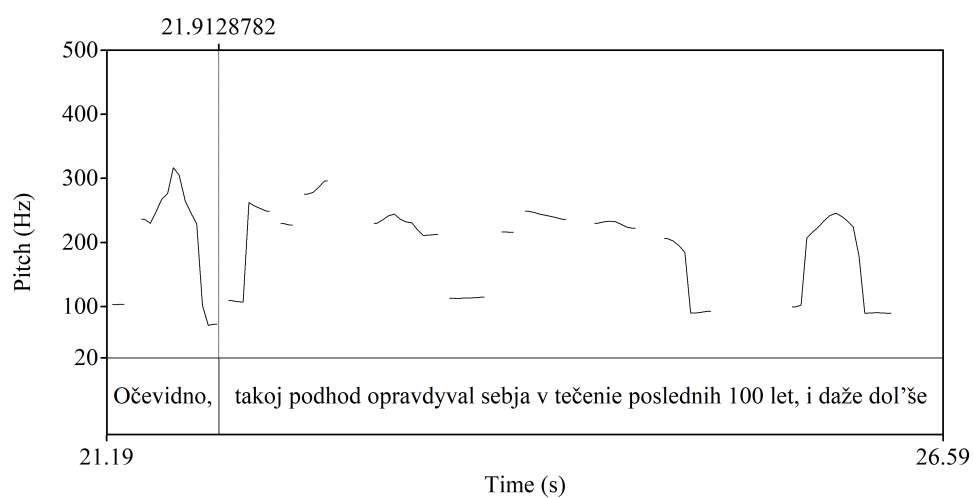 21.9128782
500
400
300
200
100
20
Pitch (Hz)
Očevidno, takoj podhod opravdyval sebja v tečenie poslednih 100 let, i daže dol’še
21.19 26.59
Time (s)